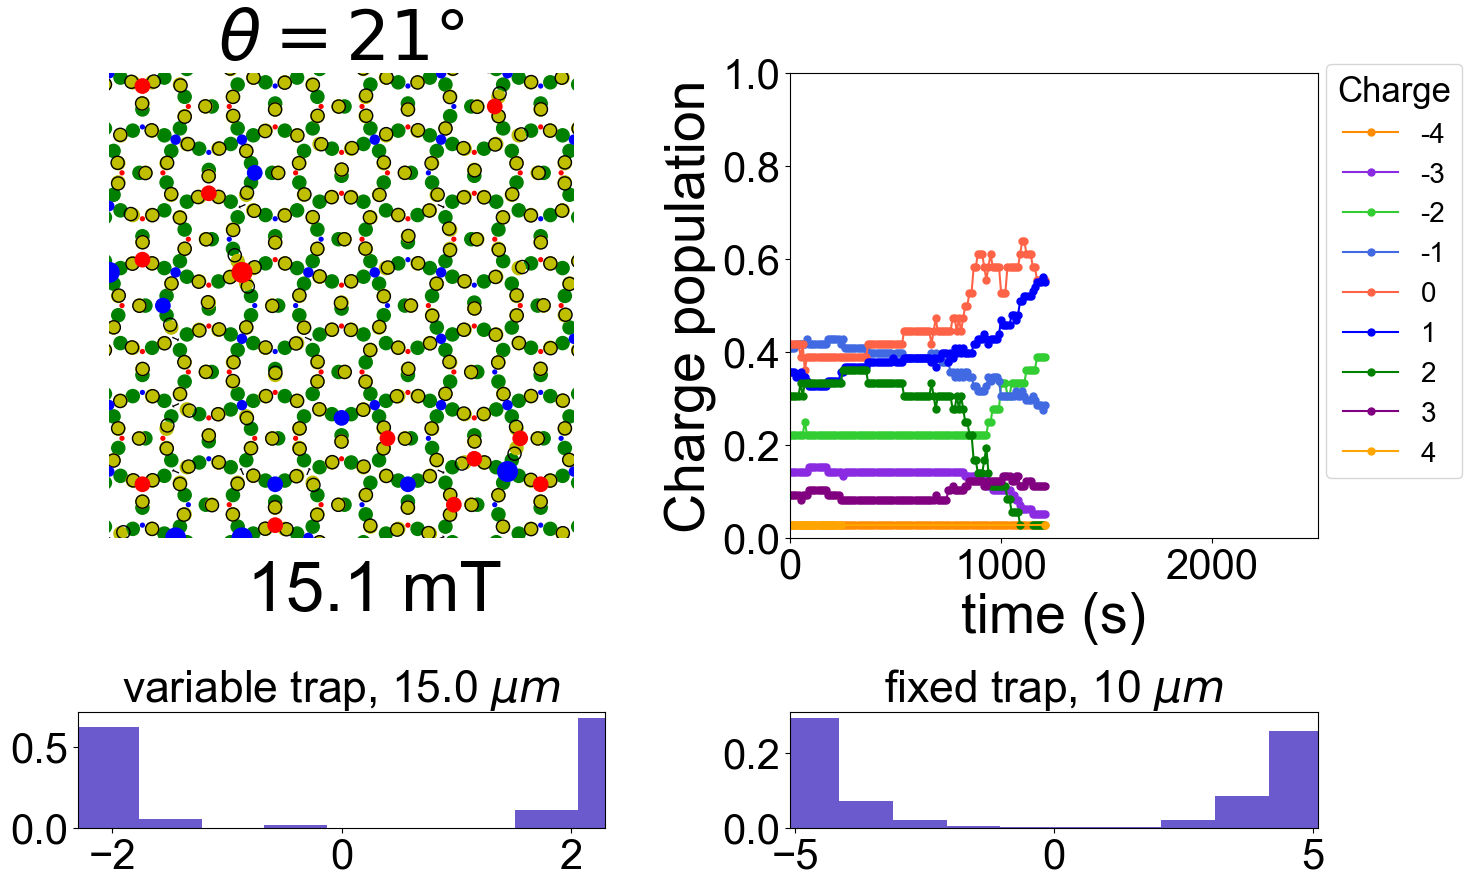 θ = 21°
15.1 mT
1.0
0.8
0.6
0.4
0.2
0.0
Charge population
0 1000 2000
time (s)
Charge
-4
-3
-2
-1
0
1
2
3
4
variable trap, 15.0 μm
0.5
0.0
−2 0 2
fixed trap, 10 μm
0.2
0.0
−5 0 5